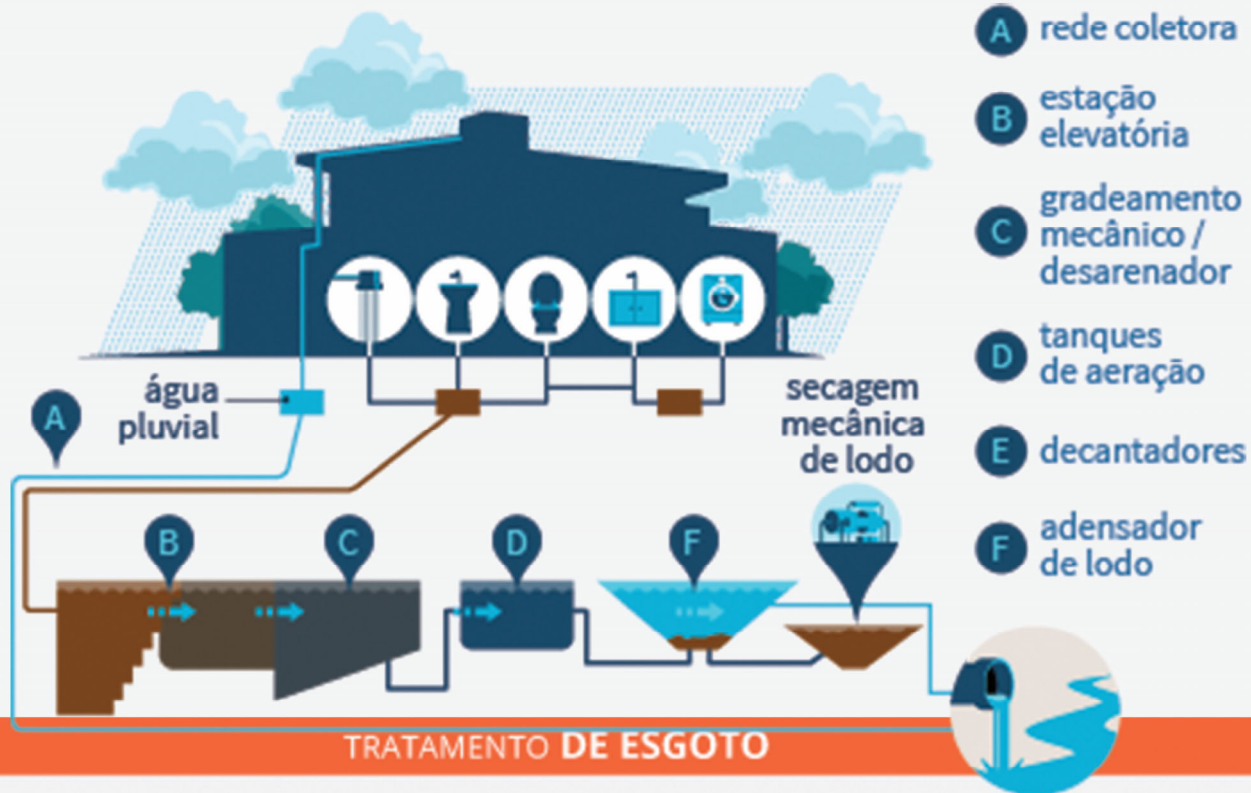 A rede coletora
B estação
elevatória
C gradeamento
mecânico /
desarenador
D tanques
de aeração
E decantadores
F adensador
de lodo
água
pluvial
secagem
mecânica
de lodo
A
B
C
D
F
TRATAMENTO DE ESGOTO